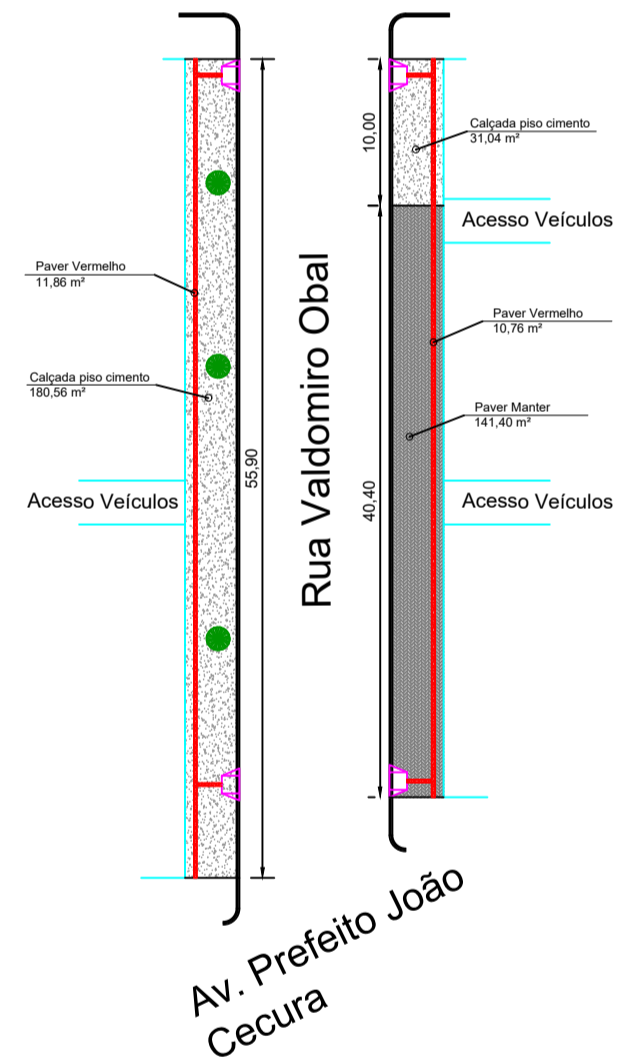 Calçada piso cimento
31,04 m²
10,00
Acesso Veículos
Paver Vermelho
11,86 m²
Rua Valdomiro Obal
Paver Vermelho
10,76 m²
Calçada piso cimento
180,56 m²
Paver Manter
141,40 m²
55,90
40,40
Acesso Veículos
Acesso Veículos
Av. Prefeito João
Cecura